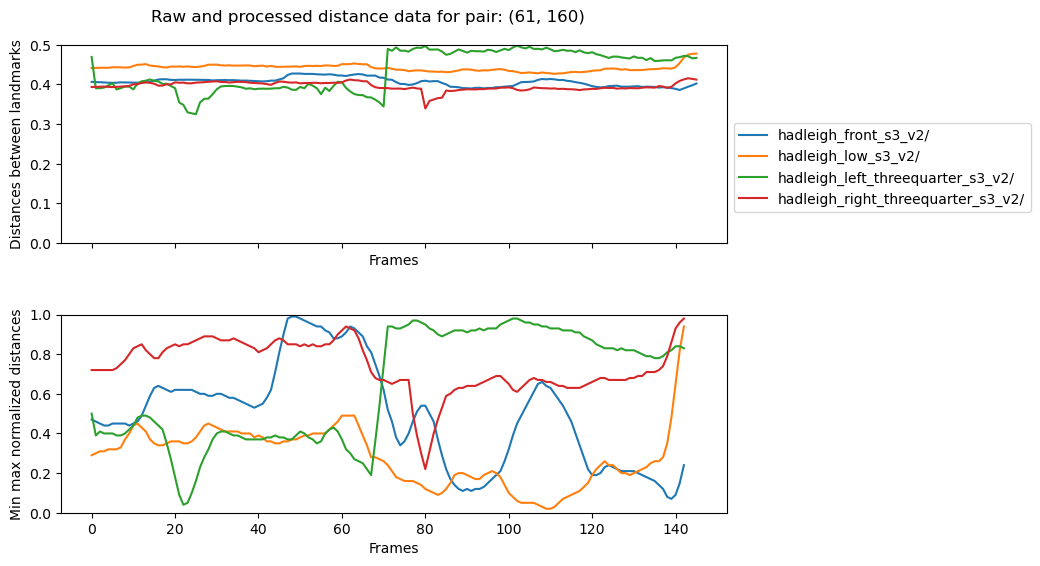 Raw and processed distance data for pair: (61, 160)
Distances between landmarks
0.5
0.4
0.3
0.2
0.1
0.0
Frames
hadleigh_front_s3_v2/
hadleigh_low_s3_v2/
hadleigh_left_threequarter_s3_v2/
hadleigh_right_threequarter_s3_v2/
Min max normalized distances
1.0
0.8
0.6
0.4
0.2
0.0
0 20 40 60 80 100 120 140
Frames